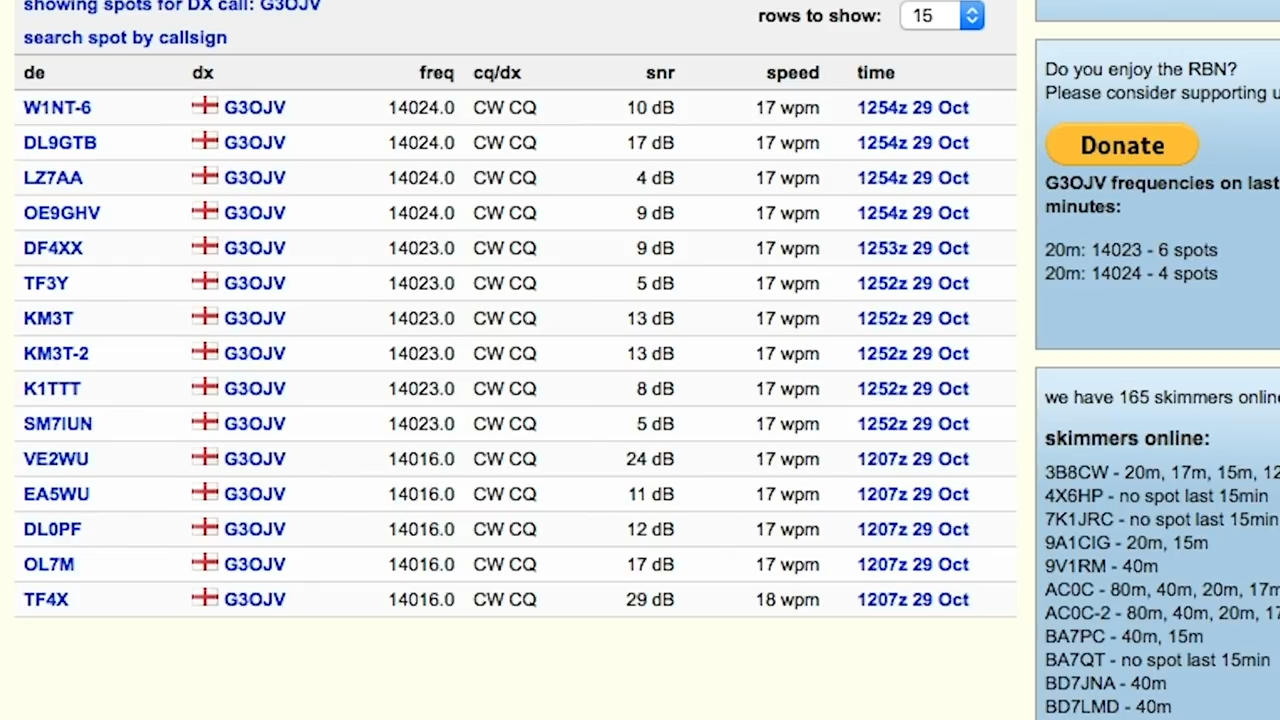 showing spots for DX call: G3OJV
rows to show: 15
search spot by callsign
de dx freq cq/dx snr speed time
W1NT-6 G3OJV 14024.0 CW CQ 10 dB 17 wpm 1254z 29 Oct
DL9GTB G3OJV 14024.0 CW CQ 17 dB 17 wpm 1254z 29 Oct
LZ7AA G3OJV 14024.0 CW CQ 4 dB 17 wpm 1254z 29 Oct
OE9GHV G3OJV 14024.0 CW CQ 9 dB 17 wpm 1254z 29 Oct
DF4XX G3OJV 14023.0 CW CQ 9 dB 17 wpm 1253z 29 Oct
TF3Y G3OJV 14023.0 CW CQ 5 dB 17 wpm 1252z 29 Oct
KM3T G3OJV 14023.0 CW CQ 13 dB 17 wpm 1252z 29 Oct
KM3T-2 G3OJV 14023.0 CW CQ 13 dB 17 wpm 1252z 29 Oct
K1TTT G3OJV 14023.0 CW CQ 8 dB 17 wpm 1252z 29 Oct
SM7IUN G3OJV 14023.0 CW CQ 5 dB 17 wpm 1252z 29 Oct
VE2WU G3OJV 14016.0 CW CQ 24 dB 17 wpm 1207z 29 Oct
EA5WU G3OJV 14016.0 CW CQ 11 dB 17 wpm 1207z 29 Oct
DL0PF G3OJV 14016.0 CW CQ 12 dB 17 wpm 1207z 29 Oct
OL7M G3OJV 14016.0 CW CQ 17 dB 17 wpm 1207z 29 Oct
TF4X G3OJV 14016.0 CW CQ 29 dB 18 wpm 1207z 29 Oct
Do you enjoy the RBN?
Please consider supporting u
Donate
G3OJV frequencies on last
minutes:
20m: 14023 - 6 spots
20m: 14024 - 4 spots
we have 165 skimmers online
skimmers online:
3B8CW - 20m, 17m, 15m, 12
4X6HP - no spot last 15min
7K1JRC - no spot last 15min
9A1CIG - 20m, 15m
9V1RM - 40m
AC0C - 80m, 40m, 20m, 17m
AC0C-2 - 80m, 40m, 20m, 17
BA7PC - 40m, 15m
BA7QT - no spot last 15min
BD7JNA - 40m
BD7LMD - 40m